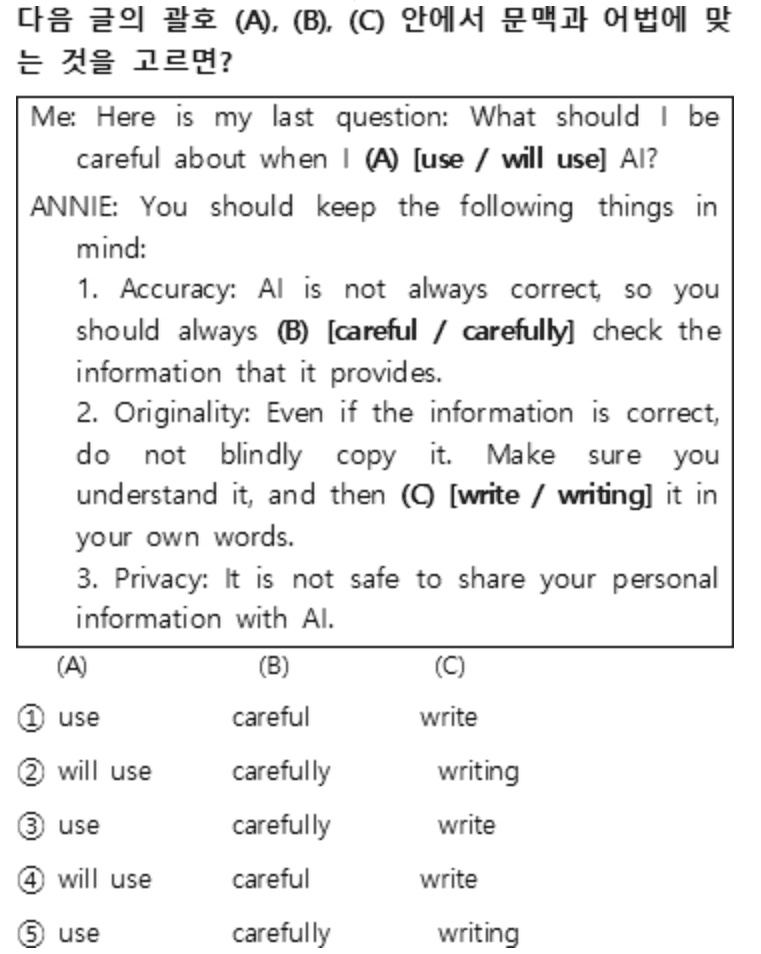 다음 글의 괄호 (A), (B), (C) 안에서 문맥과 어법에 맞
는 것을 고르면?
Me: Here is my last question: What should I be
careful about when I (A) [use / will use] AI?
ANNIE: You should keep the following things in
mind:
1. Accuracy: AI is not always correct, so you
should always (B) [careful / carefully] check the
information that it provides.
2. Originality: Even if the information is correct,
do not blindly copy it. Make sure you
understand it, and then (C) [write / writing] it in
your own words.
3. Privacy: It is not safe to share your personal
information with AI.
(A) (B) (C)
① use careful write
② will use carefully writing
③ use carefully write
④ will use careful write
⑤ use carefully writing